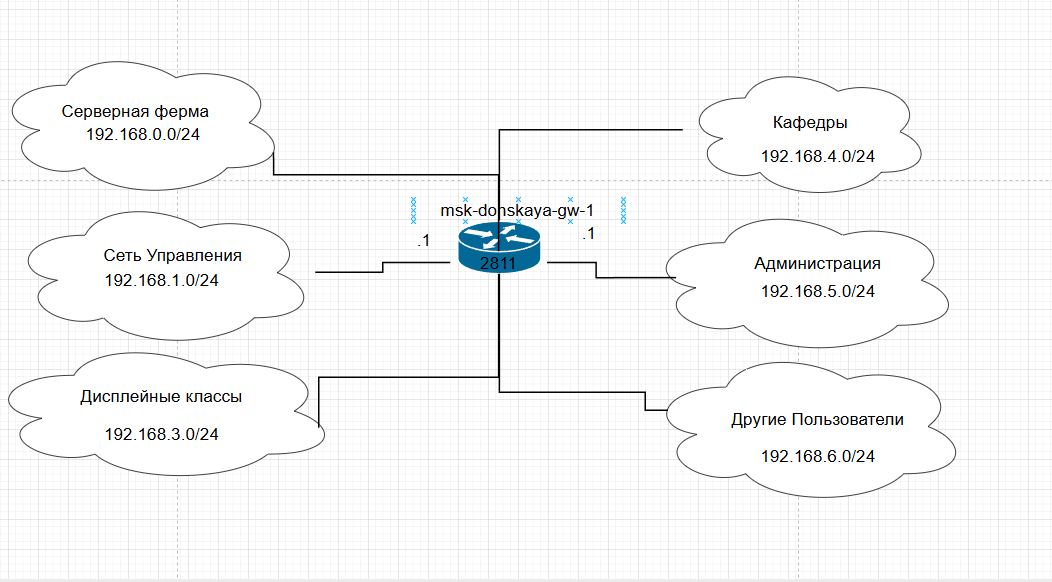 Серверная ферма
192.168.0.0/24
Кафедры
192.168.4.0/24
msk-donskaya-gw-1
.1
.1
2811
Сеть Управления
192.168.1.0/24
Администрация
192.168.5.0/24
Дисплейные классы
192.168.3.0/24
Другие Пользователи
192.168.6.0/24